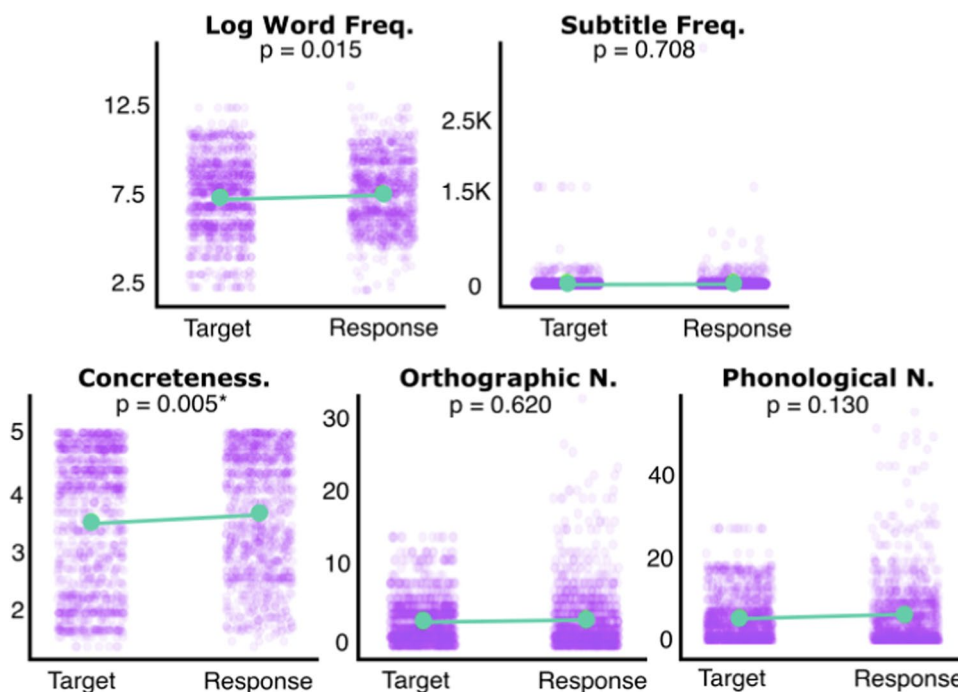 Log Word Freq.
p = 0.015
12.5
7.5
2.5
Target Response
Subtitle Freq.
p = 0.708
2.5K
1.5K
0
Target Response
Concreteness.
p = 0.005*
5
4
3
2
Target Response
Orthographic N.
p = 0.620
30
20
10
0
Target Response
Phonological N.
p = 0.130
40
20
0
Target Response